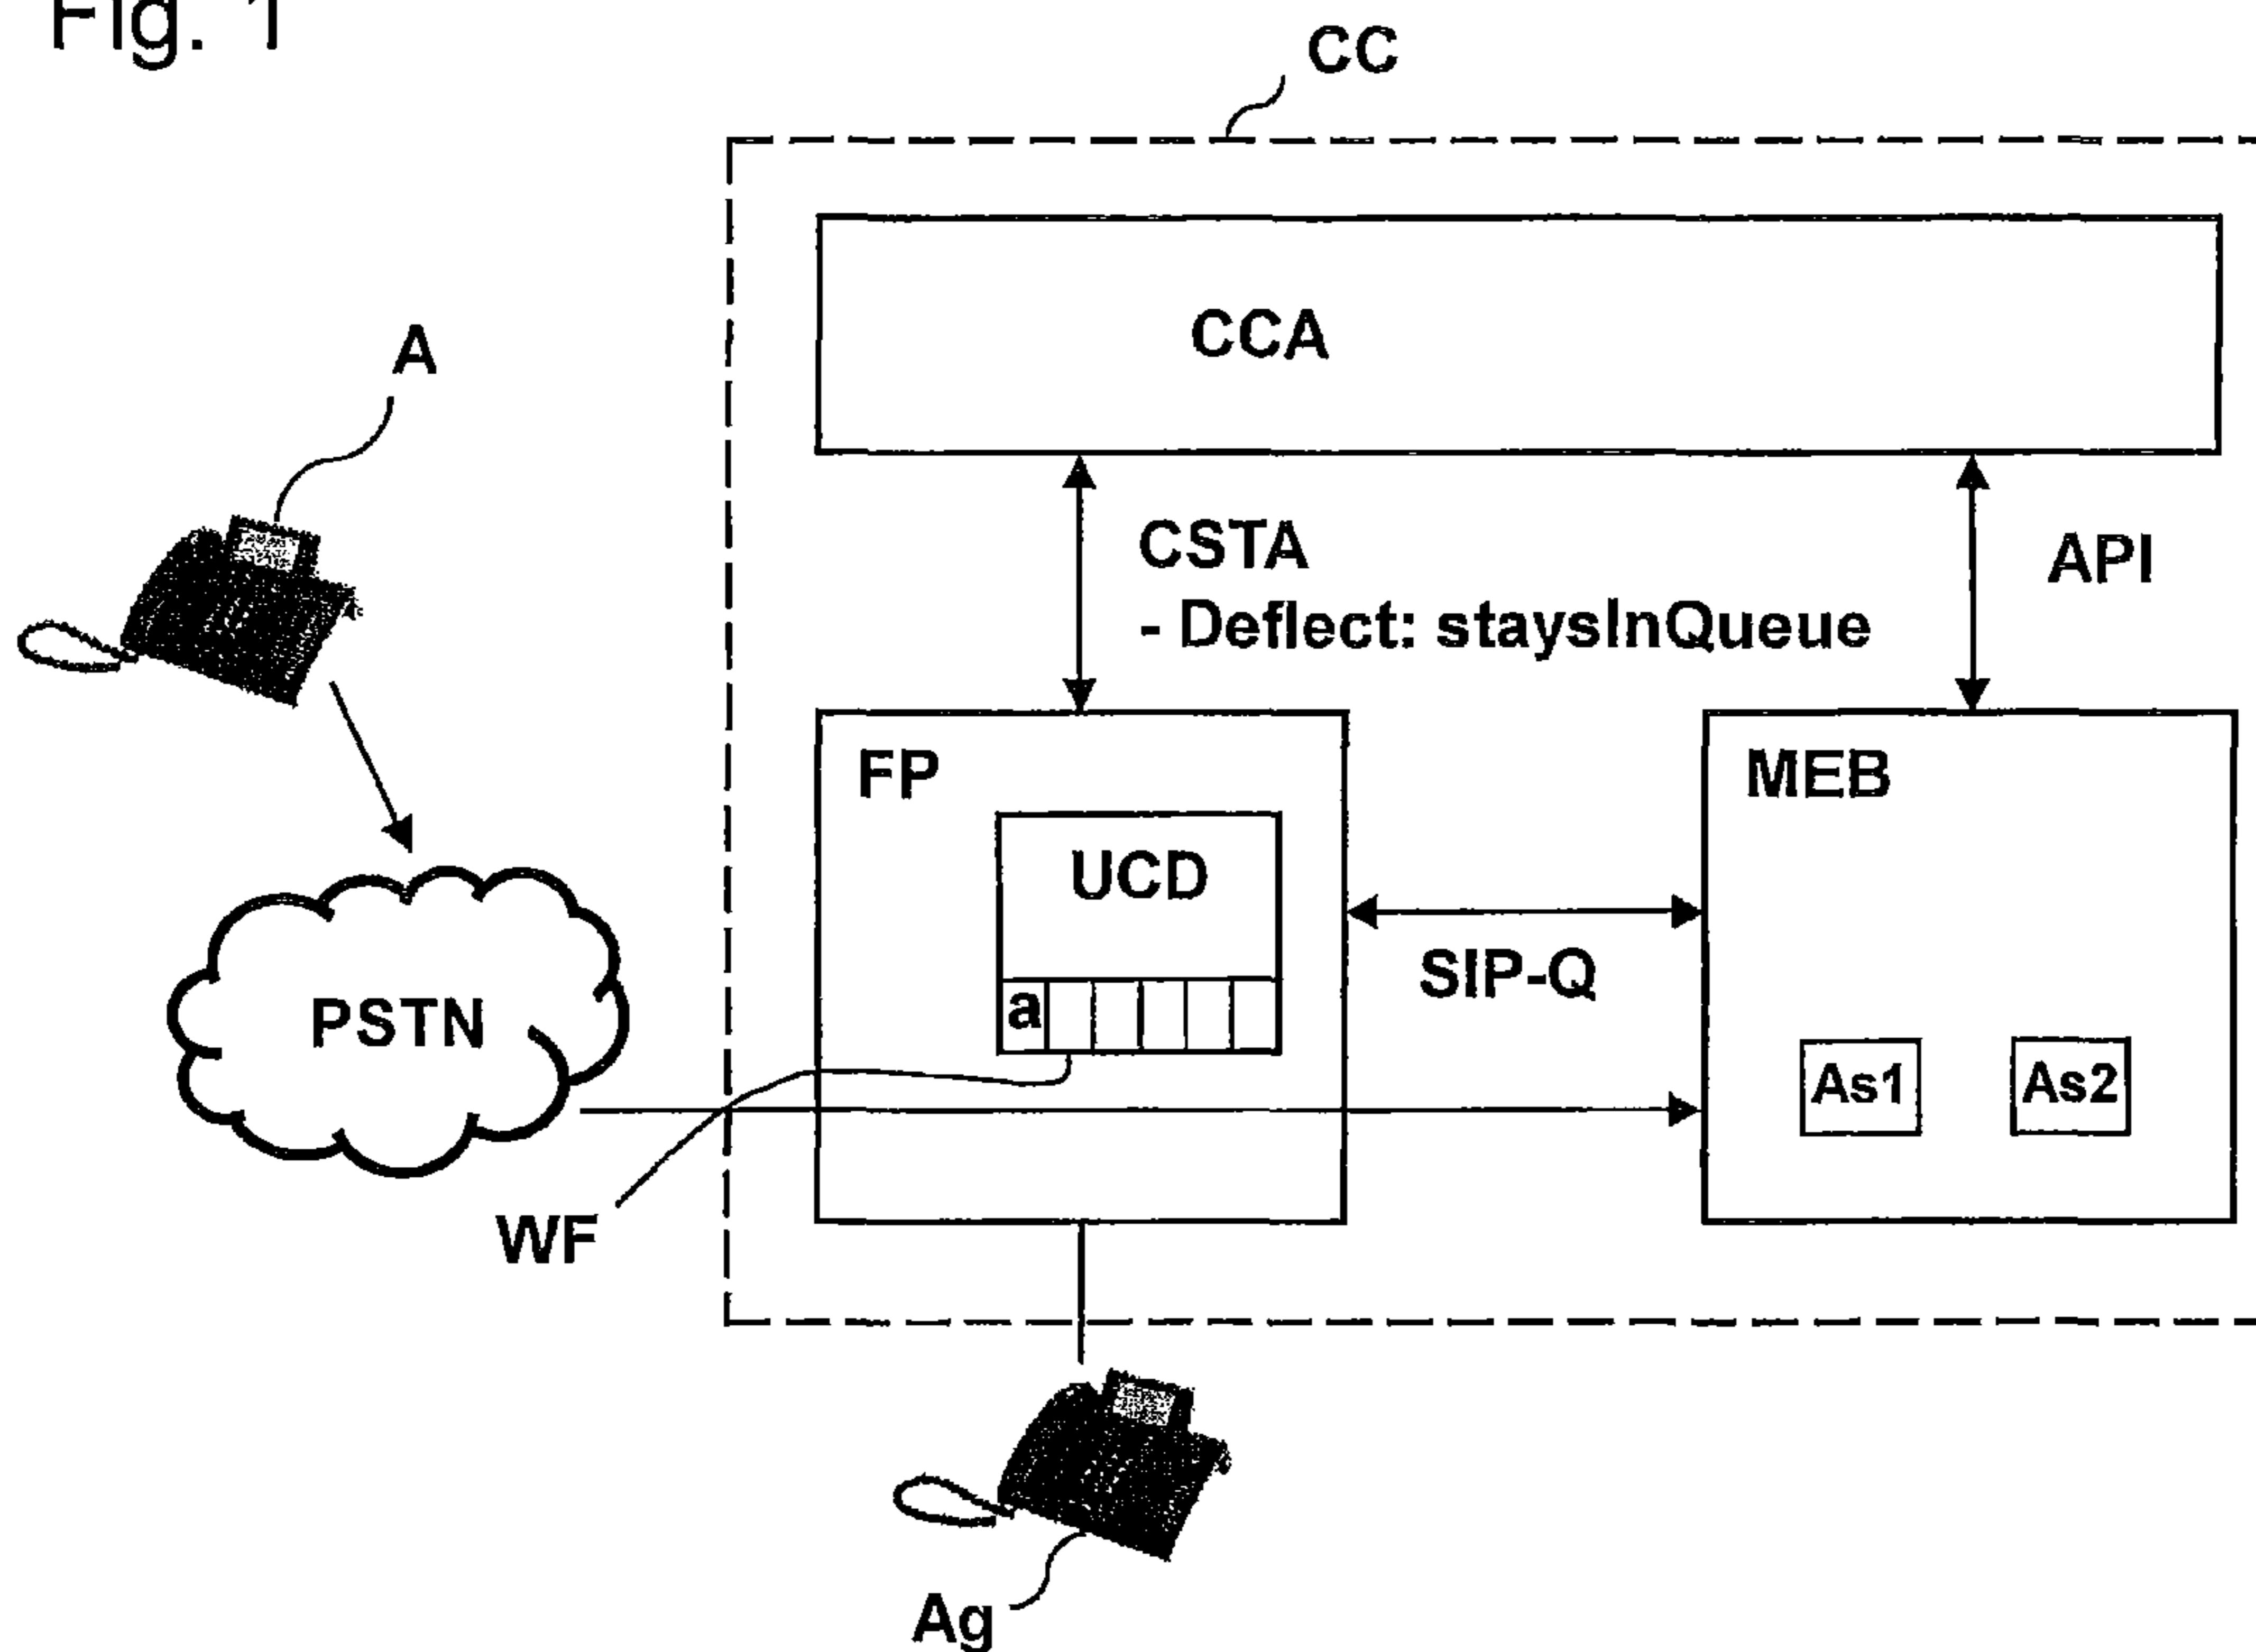 Fig. 1
CC
CCA
A
CSTA
- Deflect: staysInQueue
API
FP
MEB
UCD
a
SIP-Q
PSTN
As1
As2
WF
Ag